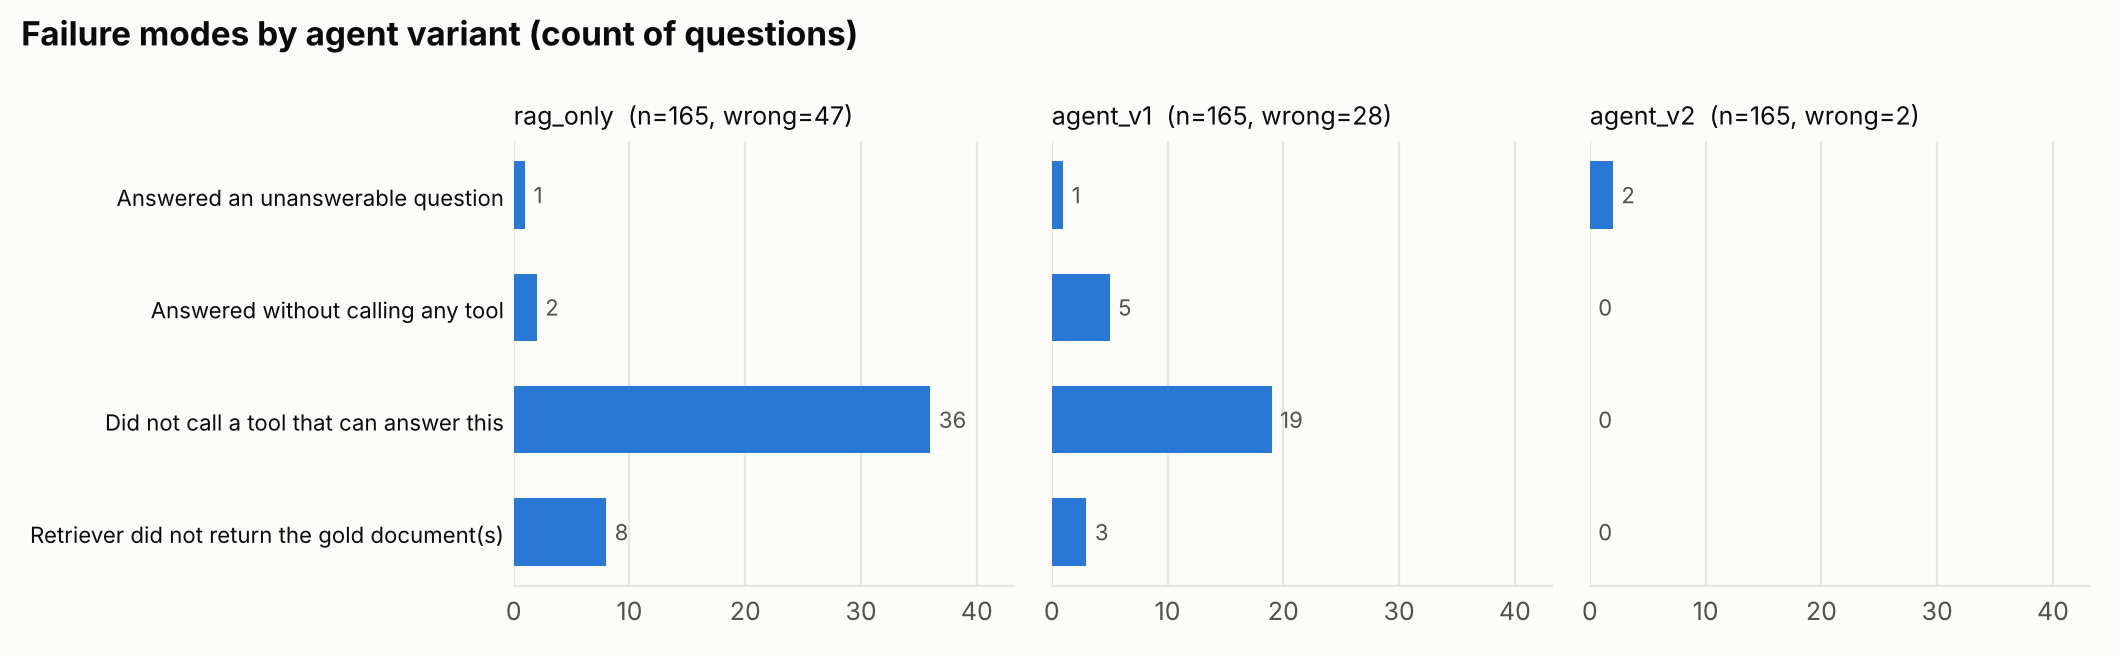 Failure modes by agent variant (count of questions)
rag_only (n=165, wrong=47)
agent_v1 (n=165, wrong=28)
agent_v2 (n=165, wrong=2)
Answered an unanswerable question
1
1
2
Answered without calling any tool
2
5
0
Did not call a tool that can answer this
36
19
0
Retriever did not return the gold document(s)
8
3
0
0 10 20 30 40
0 10 20 30 40
0 10 20 30 40